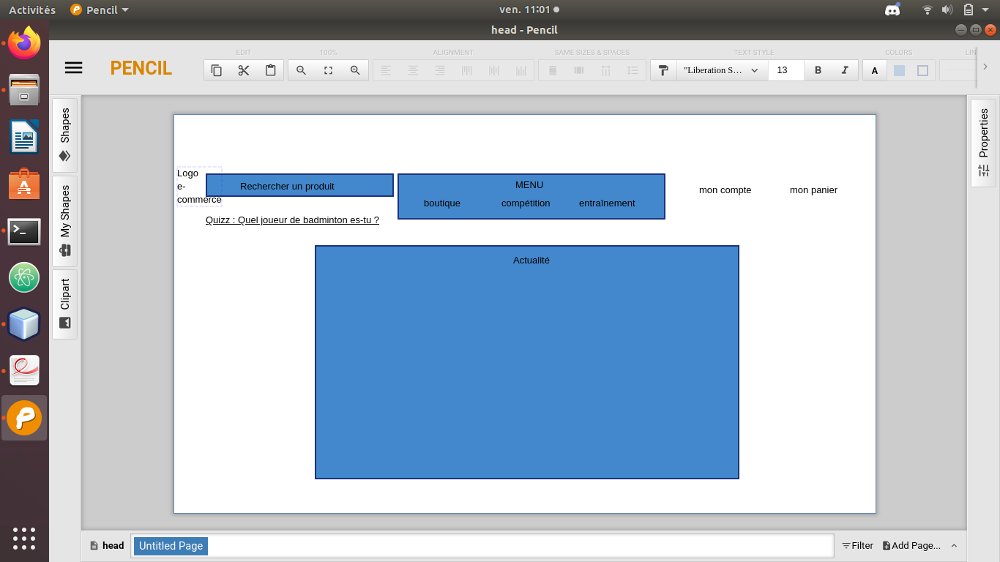 Activités
Pencil
ven. 11:01
head - Pencil
EDIT
100%
ALIGNMENT
SAME SIZES & SPACES
TEXT STYLE
COLORS
PENCIL
"Liberation S...
13
B
I
A
Shapes
My Shapes
Clipart
Properties
Logo
e-
commerce
Rechercher un produit
MENU
boutique
compétition
entraînement
mon compte
mon panier
Quizz : Quel joueur de badminton es-tu ?
Actualité
head
Untitled Page
Filter
Add Page...